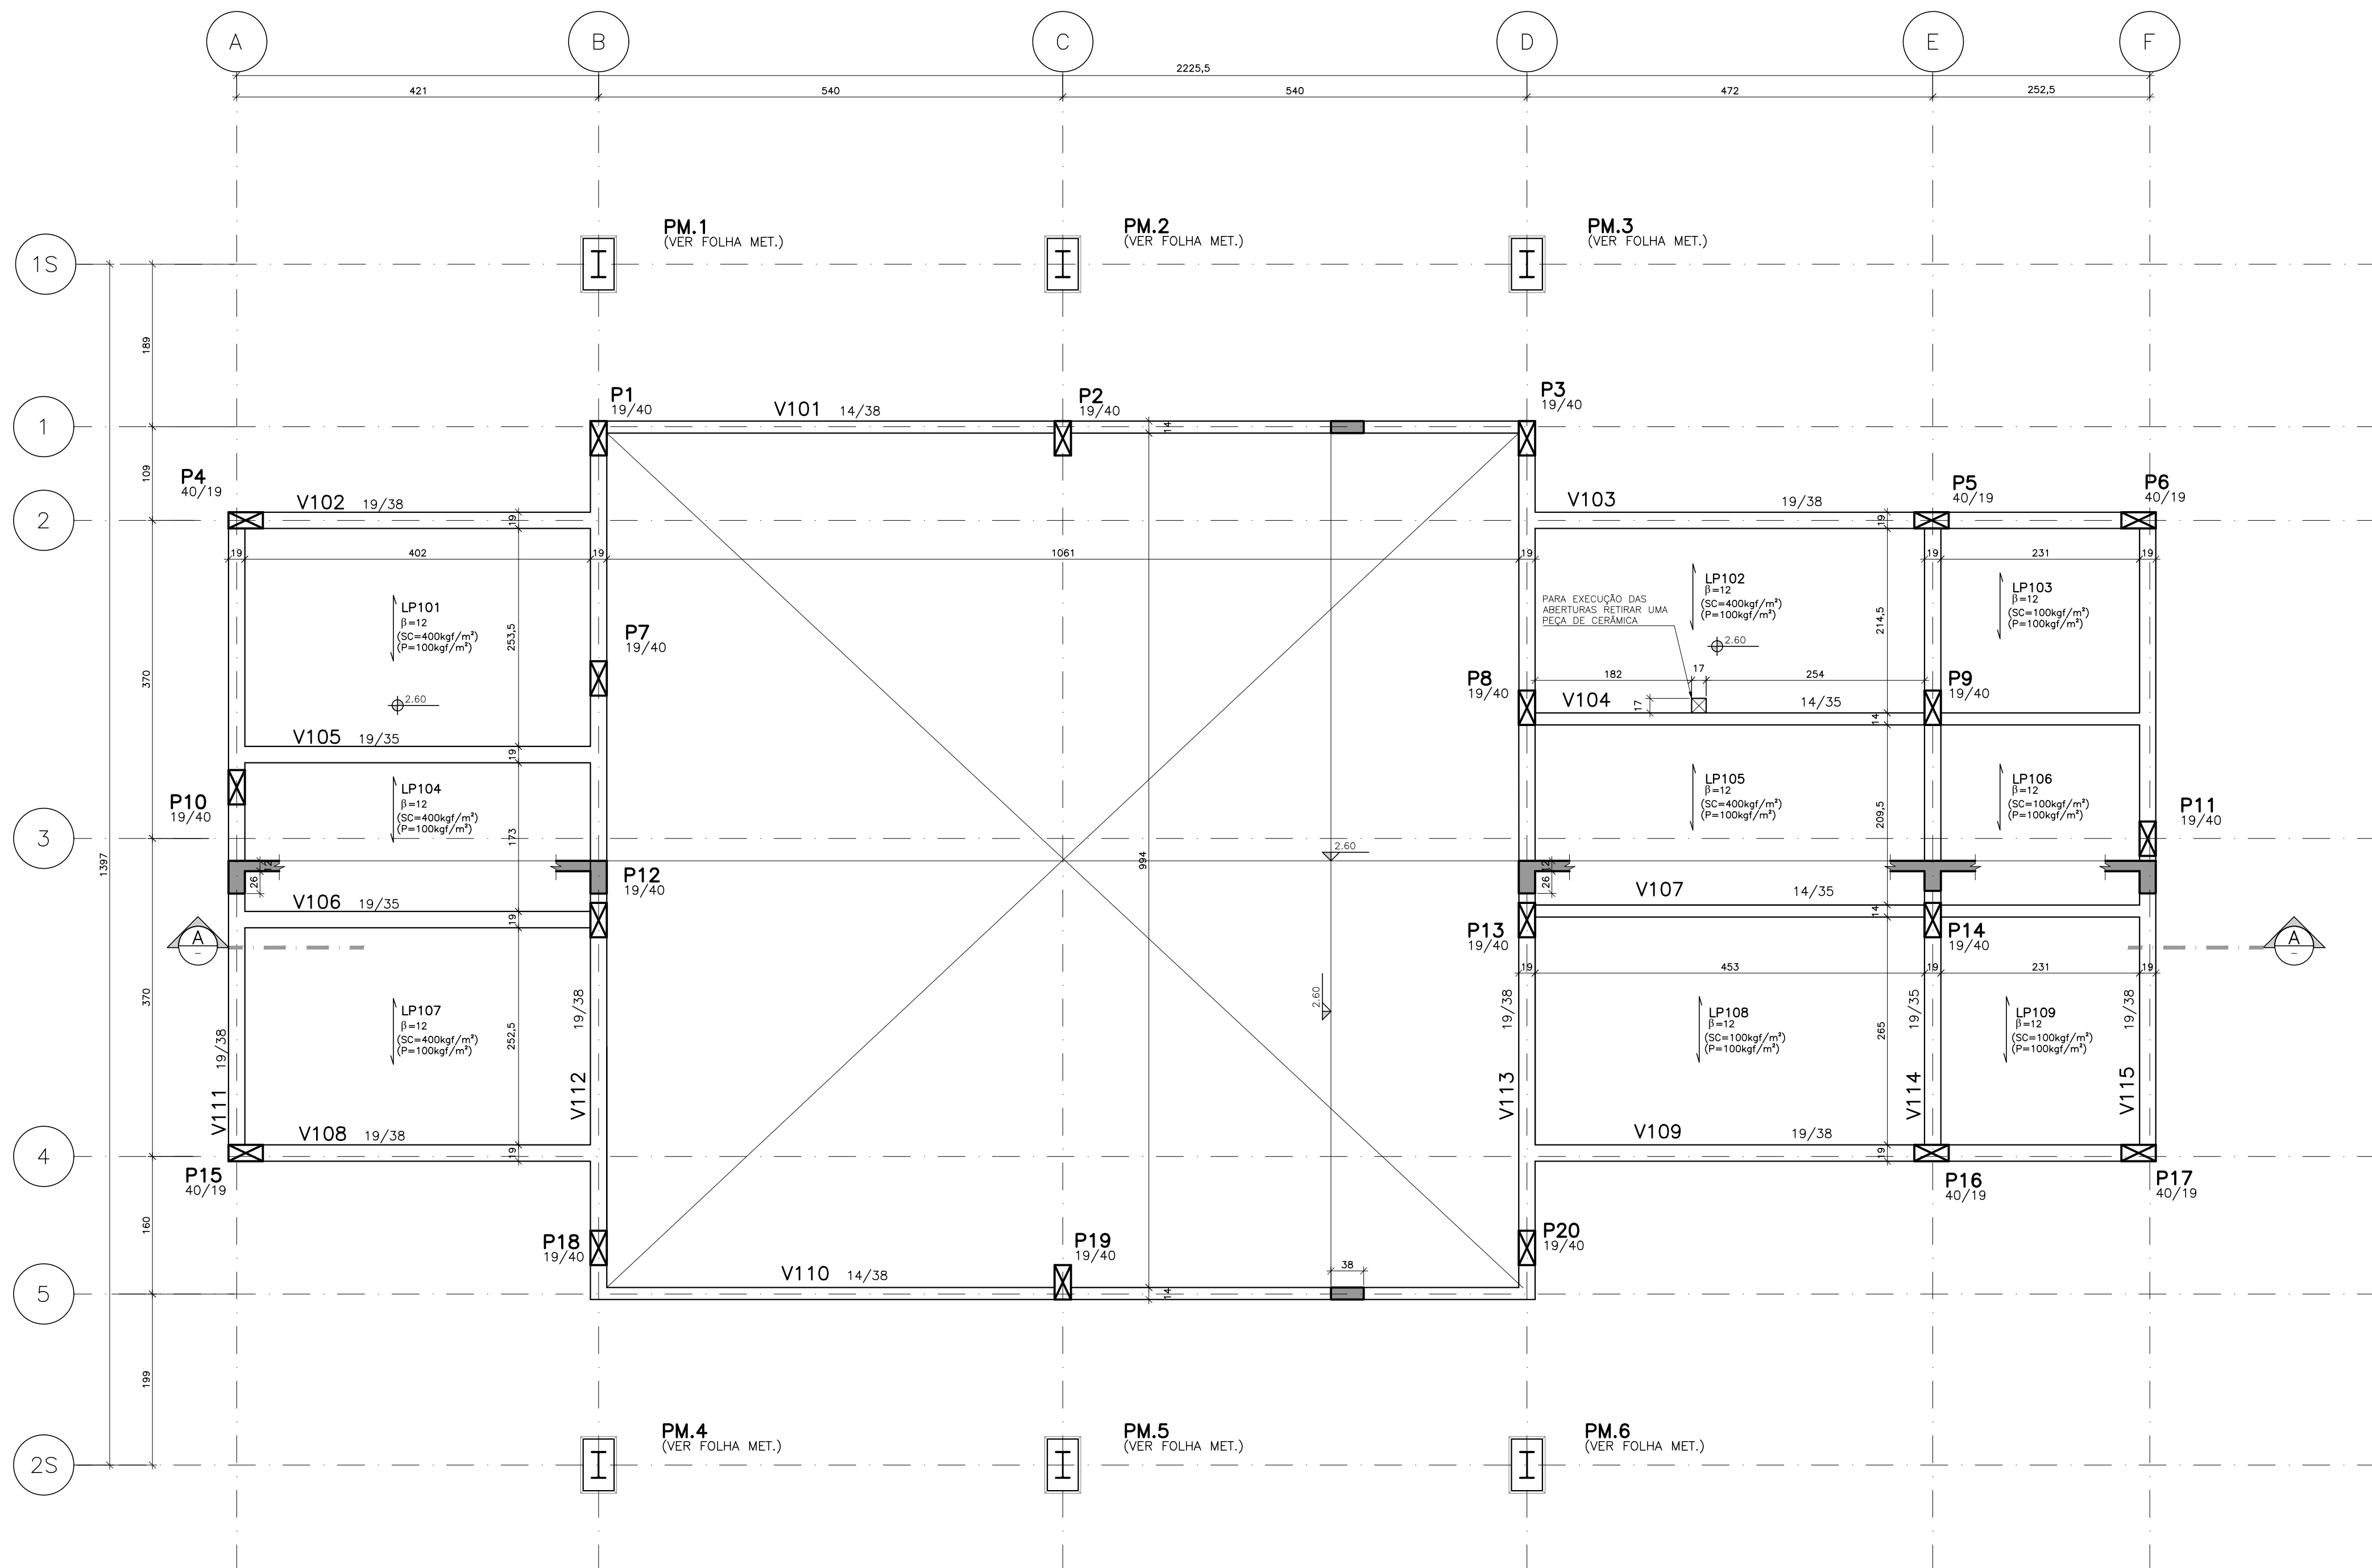 A
B
C
D
E
F
2225,5
421
540
540
472
252,5
1S
1
2
3
4
5
2S
1397
189
109
370
370
160
199
PM.1
(VER FOLHA MET.)
PM.2
(VER FOLHA MET.)
PM.3
(VER FOLHA MET.)
P1
19/40
V101 14/38
P2
19/40
14
P3
19/40
P4
40/19
V102 19/38
19
V103 19/38
19
P5
40/19
P6
40/19
19
402
19
1061
19
19
231
19
LP101
β=12
(SC=400kgf/m²)
(P=100kgf/m²)
253,5
2.60
P7
19/40
PARA EXECUÇÃO DAS
ABERTURAS RETIRAR UMA
PEÇA DE CERÂMICA
LP102
β=12
(SC=400kgf/m²)
(P=100kgf/m²)
2.60
214,5
LP103
β=12
(SC=100kgf/m²)
(P=100kgf/m²)
182
17
254
17
P8
19/40
V104 14/35
14
P9
19/40
V105 19/35
19
P10
19/40
LP104
β=12
(SC=400kgf/m²)
(P=100kgf/m²)
173
LP105
β=12
(SC=400kgf/m²)
(P=100kgf/m²)
209,5
LP106
β=12
(SC=100kgf/m²)
(P=100kgf/m²)
P11
19/40
12
26
P12
19/40
994
2.60
12
26
V106 19/35
19
V107 14/35
14
A
–
P13
19/40
P14
19/40
A
–
19
453
19
231
19
2.60
LP107
β=12
(SC=400kgf/m²)
(P=100kgf/m²)
252,5
LP108
β=12
(SC=100kgf/m²)
(P=100kgf/m²)
265
LP109
β=12
(SC=100kgf/m²)
(P=100kgf/m²)
V111 19/38
V112 19/38
V113 19/38
V114 19/35
V115 19/38
V108 19/38
19
V109 19/38
19
P15
40/19
P16
40/19
P17
40/19
P18
19/40
P19
19/40
P20
19/40
V110 14/38
14
38
PM.4
(VER FOLHA MET.)
PM.5
(VER FOLHA MET.)
PM.6
(VER FOLHA MET.)